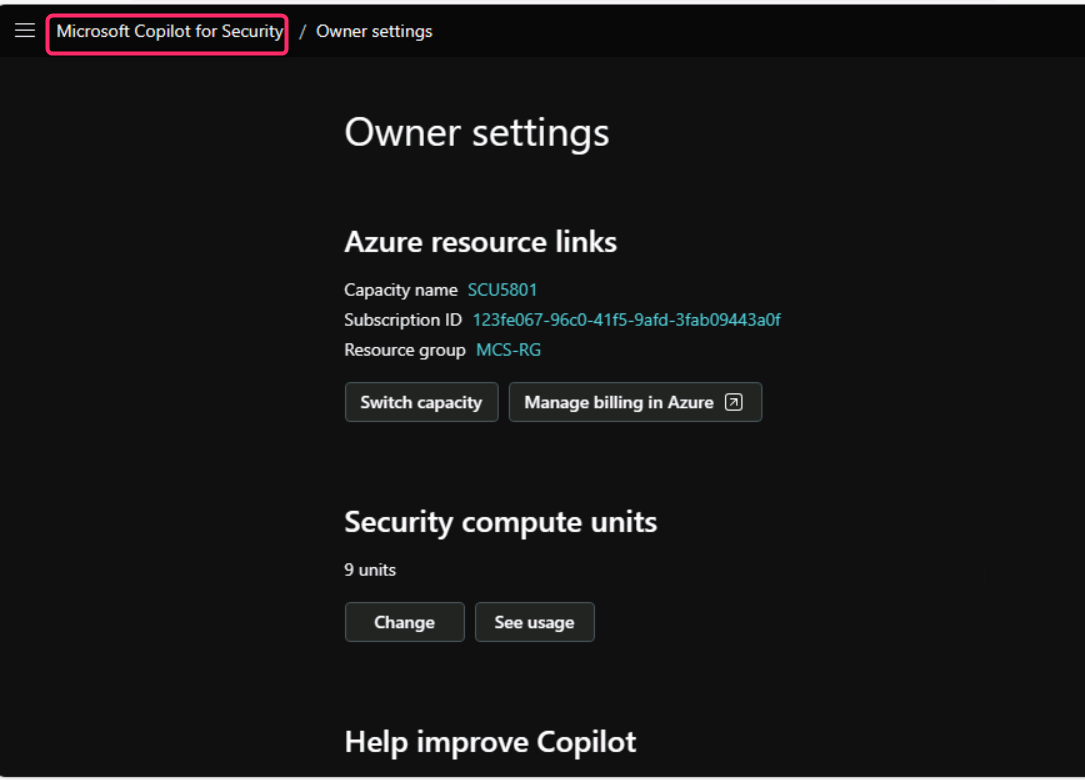 Microsoft Copilot for Security / Owner settings
Owner settings
Azure resource links
Capacity name SCU5801
Subscription ID 123fe067-96c0-41f5-9afd-3fab09443a0f
Resource group MCS-RG
Switch capacity Manage billing in Azure
Security compute units
9 units
Change See usage
Help improve Copilot